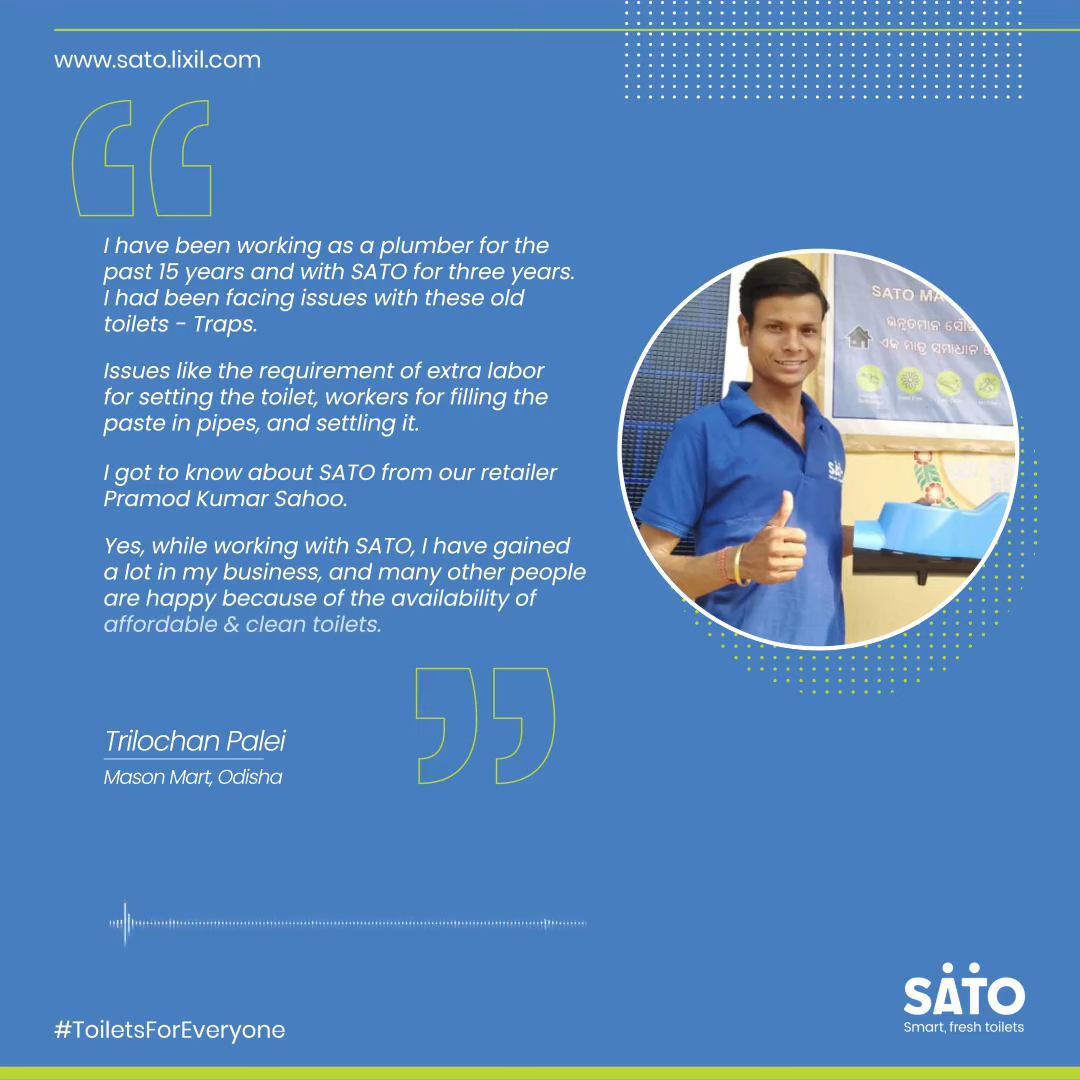 www.sato.lixil.com
I have been working as a plumber for the
past 15 years and with SATO for three years.
I had been facing issues with these old
toilets - Traps.
Issues like the requirement of extra labor
for setting the toilet, workers for filling the
paste in pipes, and settling it.
I got to know about SATO from our retailer
Pramod Kumar Sahoo.
Yes, while working with SATO, I have gained
a lot in my business, and many other people
are happy because of the availability of
affordable & clean toilets.
Trilochan Palei
Mason Mart, Odisha
SATO
ଏକ ମାତ୍ର ସମାଧାନ
#ToiletsForEveryone
SATO
Smart, fresh toilets